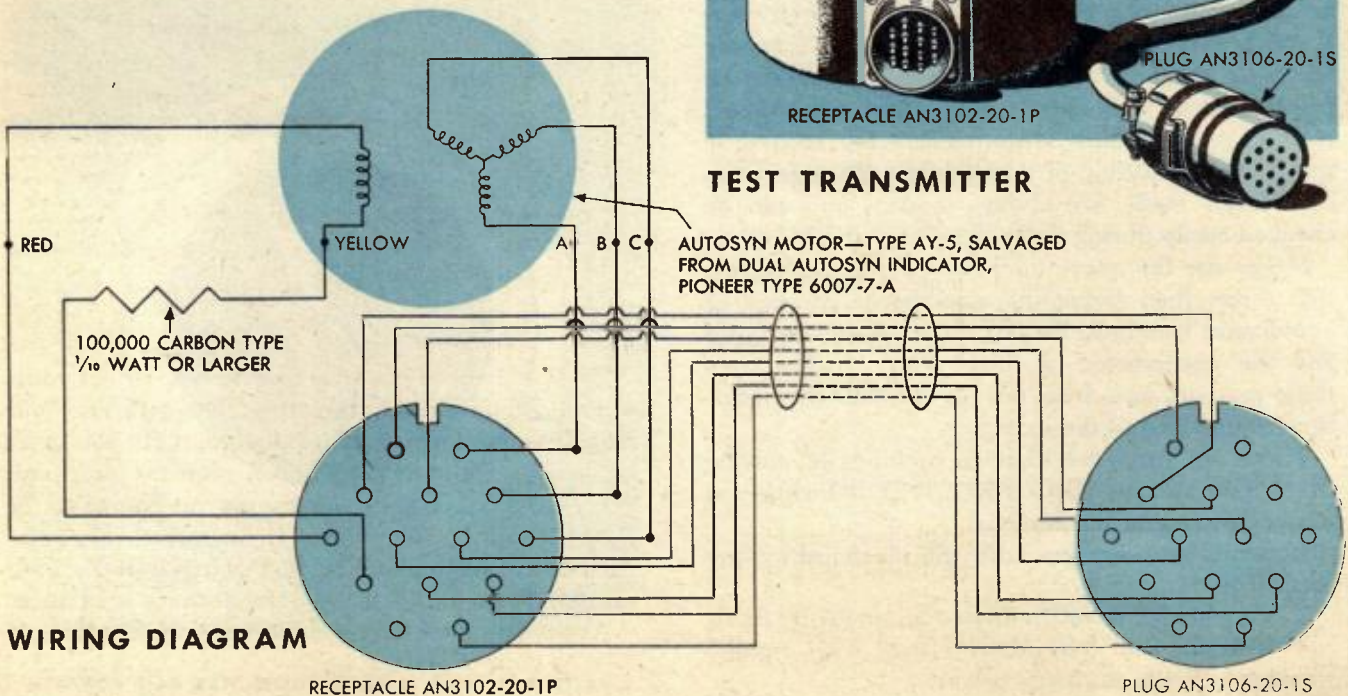 PLUG AN3106-20-1S
RECEPTACLE AN3102-20-1P
TEST TRANSMITTER
RED
YELLOW
A
B
C
AUTOSYN MOTOR—TYPE AY-5, SALVAGED
FROM DUAL AUTOSYN INDICATOR,
PIONEER TYPE 6007-7-A
100,000 CARBON TYPE
1/10 WATT OR LARGER
WIRING DIAGRAM
RECEPTACLE AN3102-20-1P
PLUG AN3106-20-1S